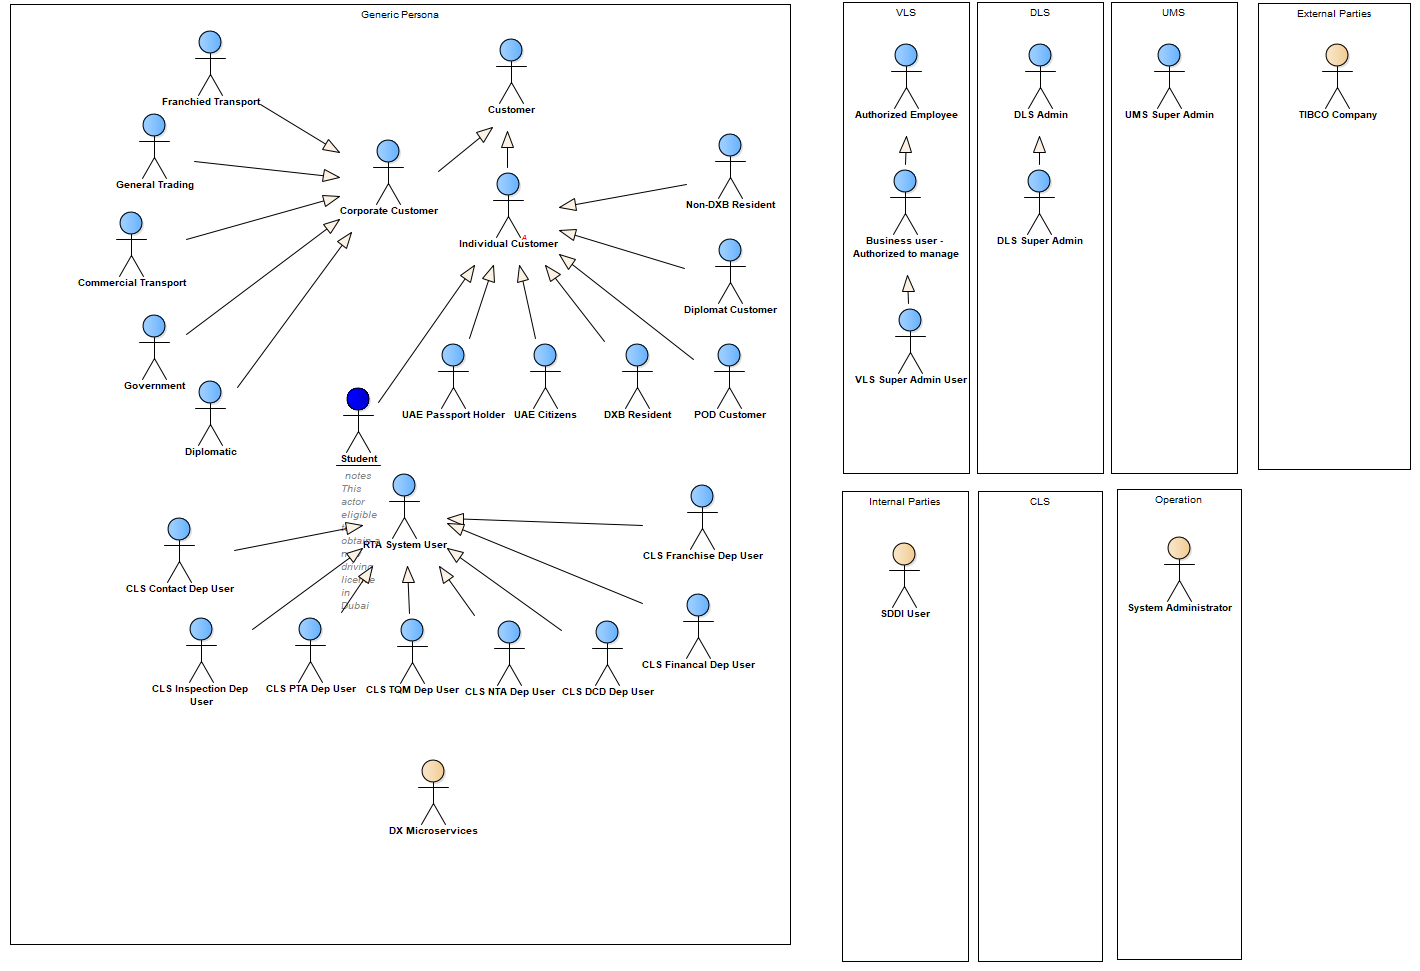 Generic Persona
Franchied Transport
General Trading
Commercial Transport
Government
Diplomatic
Corporate Customer
Customer
Individual Customer
A
Non-DXB Resident
Diplomat Customer
UAE Passport Holder
UAE Citizens
DXB Resident
POD Customer
Student
notes
This
actor
eligible
obtain a
driving
license
in
Dubai
RTA System User
CLS Contact Dep User
CLS Inspection Dep
User
CLS PTA Dep User
CLS TQM Dep User
CLS NTA Dep User
CLS DCD Dep User
CLS Franchise Dep User
CLS Financal Dep User
DX Microservices
VLS
Authorized Employee
Business user -
Authorized to manage
VLS Super Admin User
DLS
DLS Admin
DLS Super Admin
UMS
UMS Super Admin
External Parties
TIBCO Company
Internal Parties
SDDI User
CLS
Operation
System Administrator